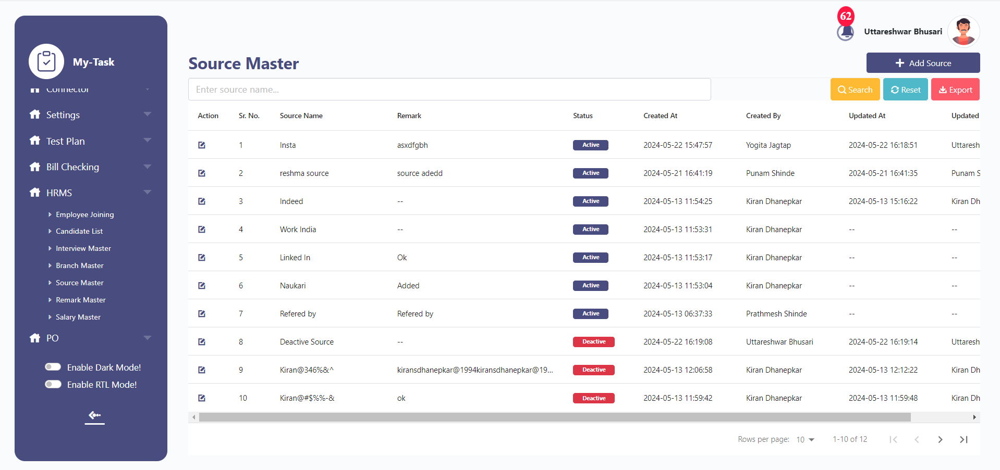 62
Uttareshwar Bhusari
My-Task
Connector
Settings
Test Plan
Bill Checking
HRMS
Employee Joining
Candidate List
Interview Master
Branch Master
Source Master
Remark Master
Salary Master
PO
Enable Dark Mode!
Enable RTL Mode!
Source Master
Add Source
Enter source name...
Search Reset Export
Action Sr. No. Source Name Remark Status Created At Created By Updated At Updated
1 Insta asxdfgbh Active 2024-05-22 15:47:57 Yogita Jagtap 2024-05-22 16:18:51 Uttaresh
2 reshma source source adedd Active 2024-05-21 16:41:19 Punam Shinde 2024-05-21 16:41:35 Punam S
3 Indeed -- Active 2024-05-13 11:54:25 Kiran Dhanepkar 2024-05-13 15:16:22 Kiran Dh
4 Work India -- Active 2024-05-13 11:53:31 Kiran Dhanepkar -- --
5 Linked In Ok Active 2024-05-13 11:53:17 Kiran Dhanepkar -- --
6 Naukari Added Active 2024-05-13 11:53:04 Kiran Dhanepkar -- --
7 Refered by Refered by Active 2024-05-13 06:37:33 Prathmesh Shinde -- --
8 Deactive Source -- Deactive 2024-05-22 16:19:08 Uttareshwar Bhusari 2024-05-22 16:19:14 Uttaresh
9 Kiran@346%&^ kiransdhanepkar@1994kiransdhanepkar@19... Deactive 2024-05-13 12:06:58 Kiran Dhanepkar 2024-05-13 12:12:22 Kiran Dh
10 Kiran@#$%%-& ok Deactive 2024-05-13 11:59:42 Kiran Dhanepkar 2024-05-13 11:59:48 Kiran Dh
Rows per page: 10 1-10 of 12